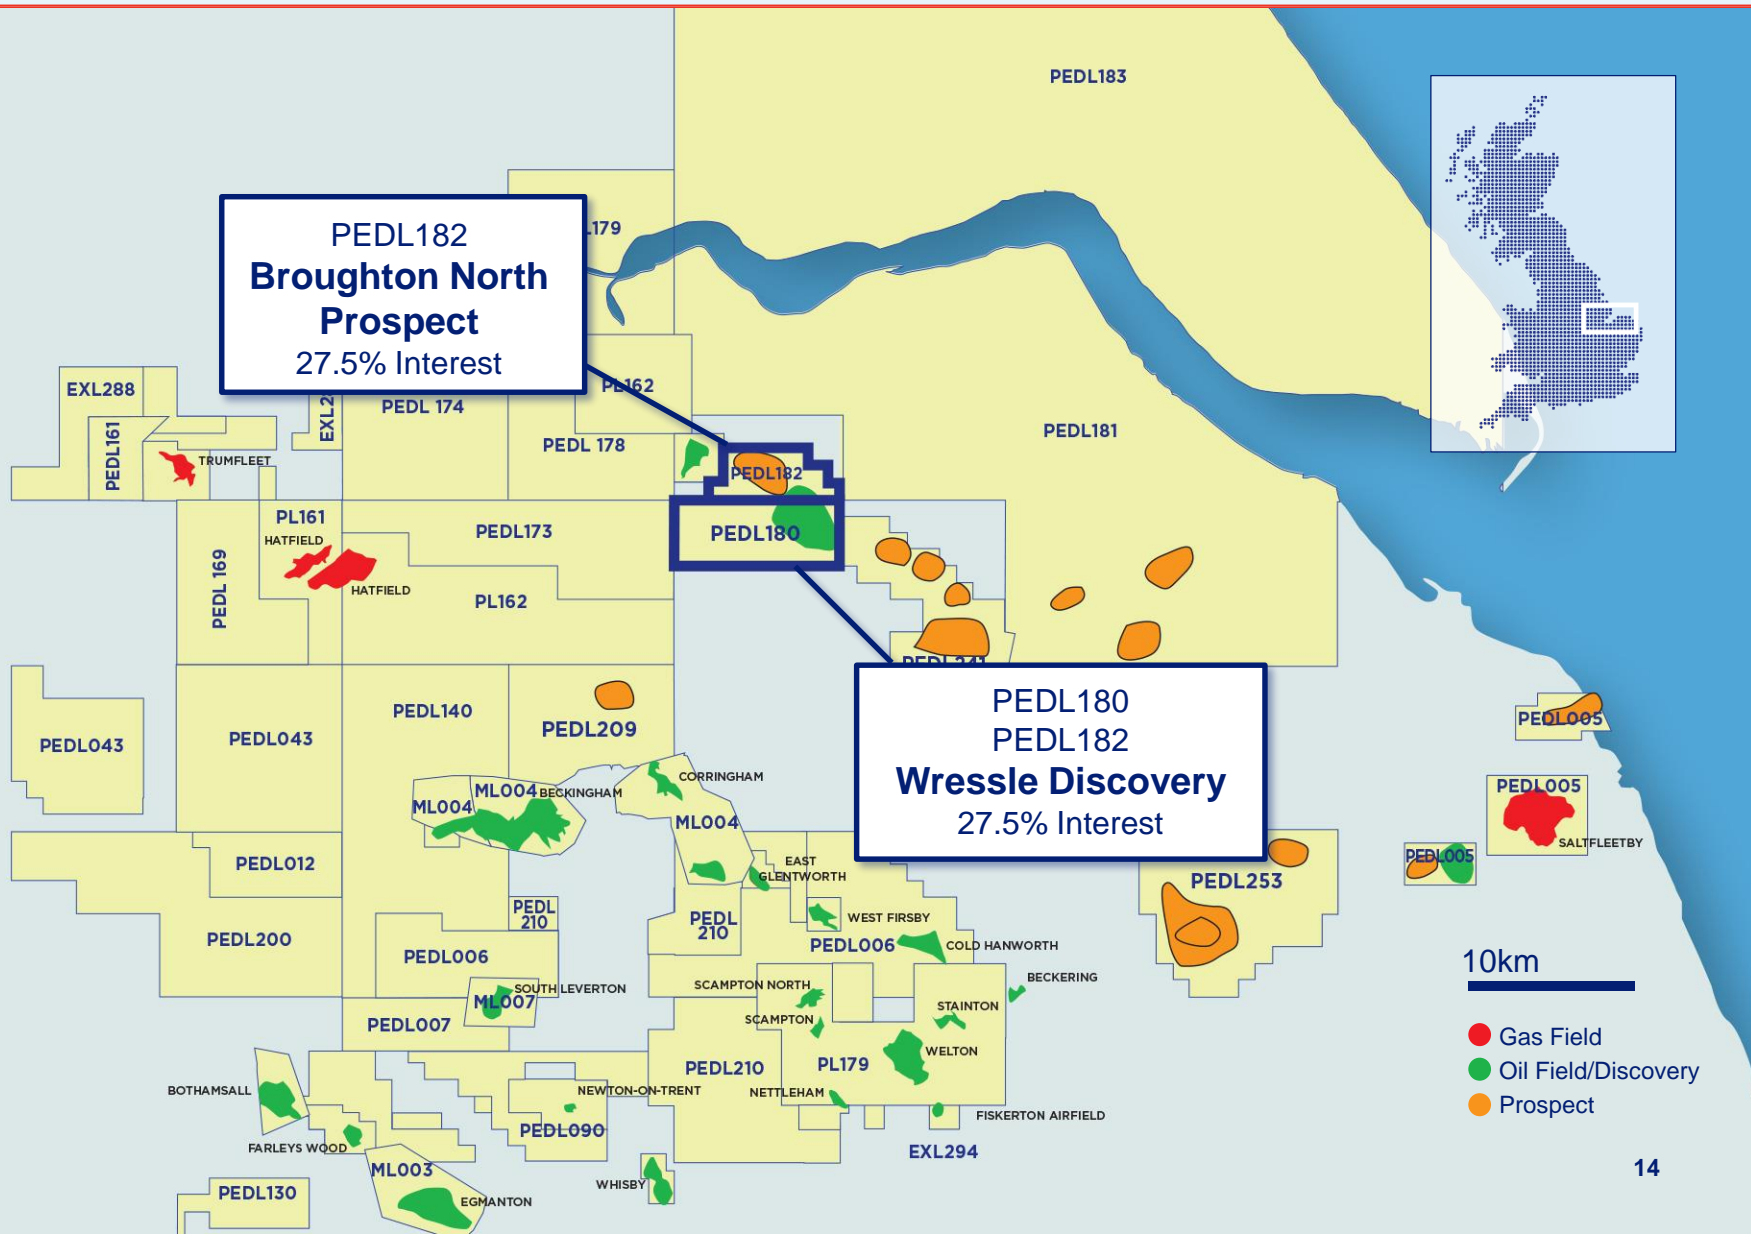 PEDL183
L179
PEDL182
Broughton North
Prospect
27.5% Interest
EXL288
PEDL161
TRUMFLEET
EXL2
PEDL 174
PL162
PEDL 178
PEDL181
PEDL182
PL161
HATFIELD
HATFIELD
PEDL 169
PEDL173
PL162
PEDL180
PEDL241
PEDL180
PEDL182
Wressle Discovery
27.5% Interest
PEDL043
PEDL043
PEDL140
PEDL209
PEDL005
PEDL005
SALTFLEETBY
PEDL005
ML004
ML004
BECKINGHAM
CORRINGHAM
ML004
EAST
GLENTWORTH
PEDL012
PEDL200
PEDL
210
PEDL006
PEDL
210
WEST FIRSBY
PEDL006
COLD HANWORTH
PEDL253
SOUTH LEVERTON
ML007
PEDL007
SCAMPTON NORTH
SCAMPTON
BECKERING
STAINTON
WELTON
PEDL210
PL179
NETTLEHAM
FISKERTON AIRFIELD
EXL294
BOTHAMSALL
NEWTON-ON-TRENT
PEDL090
FARLEYS WOOD
ML003
EGMANTON
WHISBY
PEDL130
10km
Gas Field
Oil Field/Discovery
Prospect
14